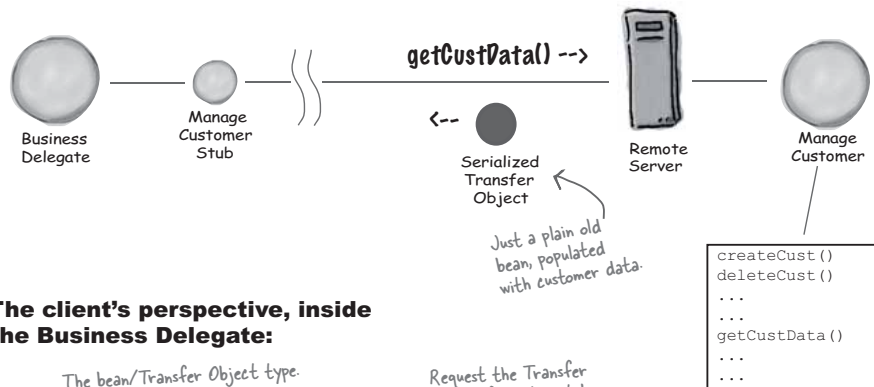 getCustData() -->
<--
Business
Delegate
Manage
Customer
Stub
Serialized
Transfer
Object
Remote
Server
Manage
Customer
Just a plain old
bean, populated
with customer data.
createCust()
deleteCust()
...
...
getCustData()
...
...
The client's perspective, inside
the Business Delegate:
The bean/Transfer Object type.
Request the Transfer